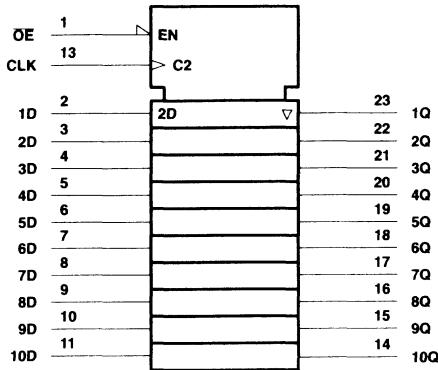 1
O̅E̅ EN
13
CLK C2
2 23
1D 2D ▽ 1Q
3 22
2D 2Q
4 21
3D 3Q
5 20
4D 4Q
6 19
5D 5Q
7 18
6D 6Q
8 17
7D 7Q
9 16
8D 8Q
10 15
9D 9Q
11 14
10D 10Q